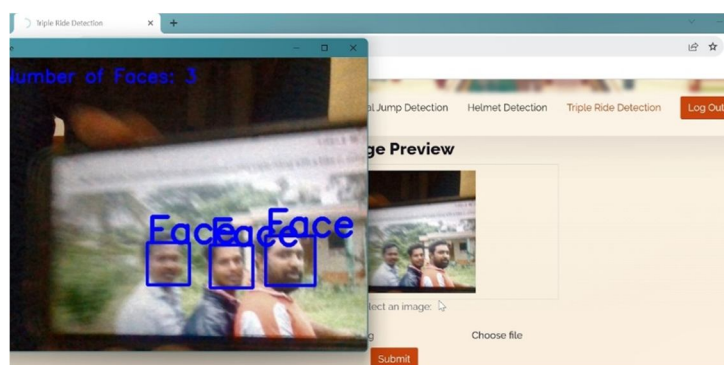 Triple Ride Detection
Number of Faces: 3
al Jump Detection Helmet Detection Triple Ride Detection Log Out
ge Preview
Face Face Face
lect an image:
g Choose file
Submit